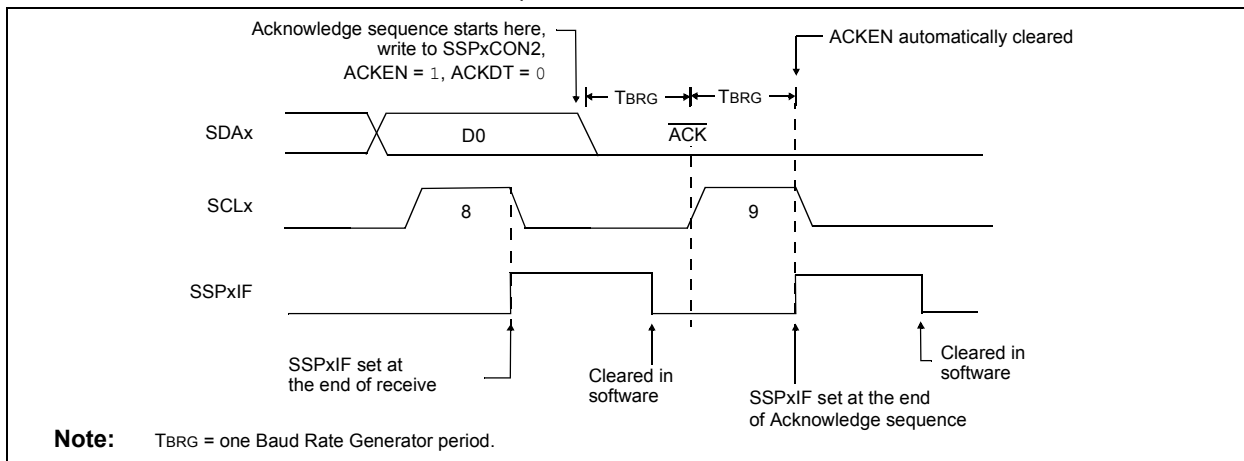 Acknowledge sequence starts here,
write to SSPxCON2,
ACKEN = 1, ACKDT = 0
ACKEN automatically cleared
TBRG
TBRG
SDAx
D0
ACK
SCLx
8
9
SSPxIF
SSPxIF set at
the end of receive
Cleared in
software
SSPxIF set at the end
of Acknowledge sequence
Cleared in
software
Note: TBRG = one Baud Rate Generator period.